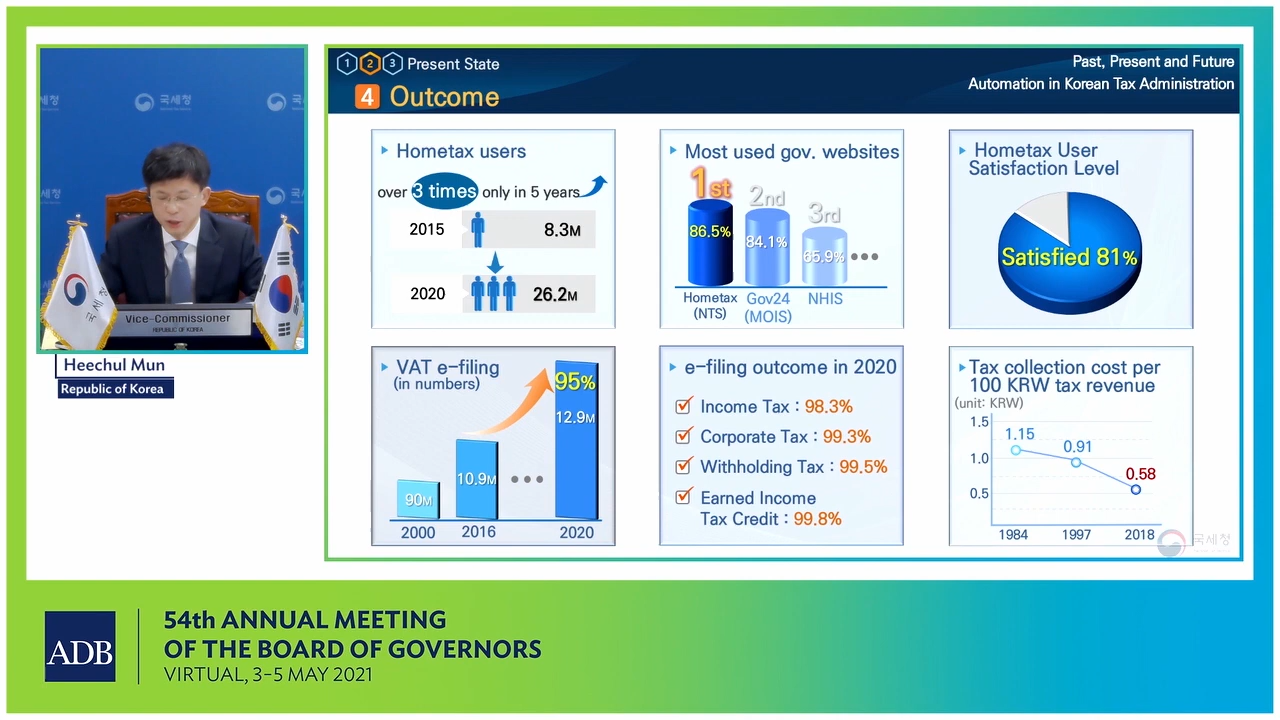 국세청
국세청
국세청
Vice-Commissioner
REPUBLIC OF KOREA
Heechul Mun
Republic of Korea
1 2 3 Present State
4 Outcome
Past, Present and Future
Automation in Korean Tax Administration
Hometax users
over 3 times only in 5 years
2015 8.3M
2020 26.2M
Most used gov. websites
1st 2nd 3rd
86.5% 84.1% 65.9%
Hometax (NTS)
Gov24 (MOIS)
NHIS
Hometax User
Satisfaction Level
Satisfied 81%
VAT e-filing
(in numbers)
95%
90M 10.9M 12.9M
2000 2016 2020
e-filing outcome in 2020
Income Tax : 98.3%
Corporate Tax : 99.3%
Withholding Tax : 99.5%
Earned Income
Tax Credit : 99.8%
Tax collection cost per
100 KRW tax revenue
(unit: KRW)
1.5
1.0
0.5
1.15 0.91 0.58
1984 1997 2018
국세청
ADB
54th ANNUAL MEETING
OF THE BOARD OF GOVERNORS
VIRTUAL, 3-5 MAY 2021